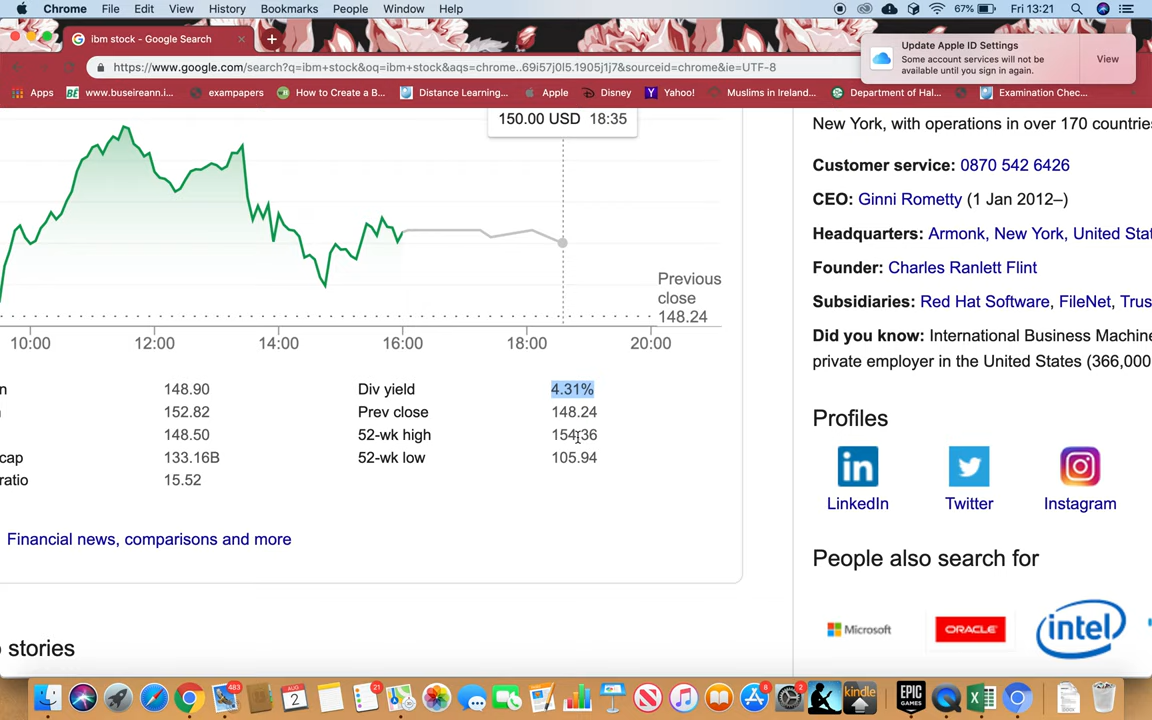 Chrome File Edit View History Bookmarks People Window Help 67% Fri 13:21
ibm stock - Google Search
https://www.google.com/search?q=ibm+stock&oq=ibm+stock&aqs=chrome..69i57j0l5.1905j1j7&sourceid=chrome&ie=UTF-8
Update Apple ID Settings
Some account services will not be
available until you sign in again.
View
Apps www.buseireann.i... exampapers How to Create a B... Distance Learning... Apple Disney Yahoo! Muslims in Ireland... Department of Hal... Examination Chec...
150.00 USD 18:35
Previous
close
148.24
10:00 12:00 14:00 16:00 18:00 20:00
n 148.90 Div yield 4.31%
152.82 Prev close 148.24
148.50 52-wk high 154.36
cap 133.16B 52-wk low 105.94
ratio 15.52
Financial news, comparisons and more
stories
New York, with operations in over 170 countries
Customer service: 0870 542 6426
CEO: Ginni Rometty (1 Jan 2012–)
Headquarters: Armonk, New York, United Stat
Founder: Charles Ranlett Flint
Subsidiaries: Red Hat Software, FileNet, Trus
Did you know: International Business Machine
private employer in the United States (366,000
Profiles
LinkedIn Twitter Instagram
People also search for
Microsoft ORACLE intel
483 AUG 2 21 8 2 kindle EPIC GAMES